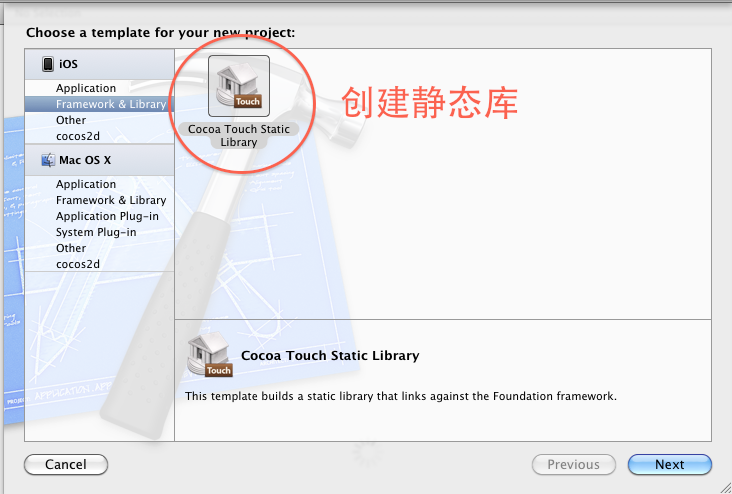 Choose a template for your new project:
iOS
Application
Framework & Library
Other
cocos2d
Mac OS X
Application
Framework & Library
Application Plug-in
System Plug-in
Other
cocos2d
Touch
Cocoa Touch Static
Library
创建静态库
Touch
Cocoa Touch Static Library
This template builds a static library that links against the Foundation framework.
Cancel
Previous
Next